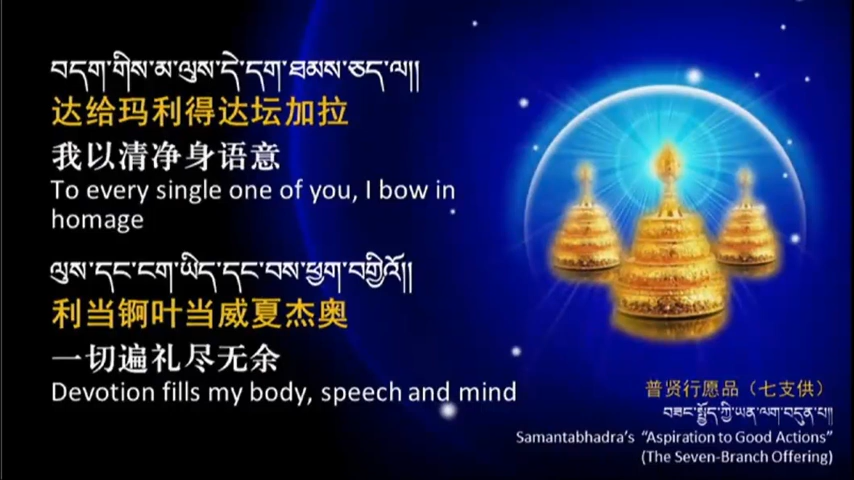 བདག་གིས་མ་ལུས་དེ་དག་ཐམས་ཅད་ལ།།
达给玛利得达坛加拉
我以清净身语意
To every single one of you, I bow in
homage
ལུས་དང་ངག་ཡིད་དང་བས་ཕྱག་བགྱིའོ།།
利当锕叶当威夏杰奥
一切遍礼尽无余
Devotion fills my body, speech and mind
普贤行愿品（七支供）
བཟང་སྤྱོད་ཀྱི་ཡན་ལག་བདུན་པ།།
Samantabhadra's “Aspiration to Good Actions”
(The Seven-Branch Offering)